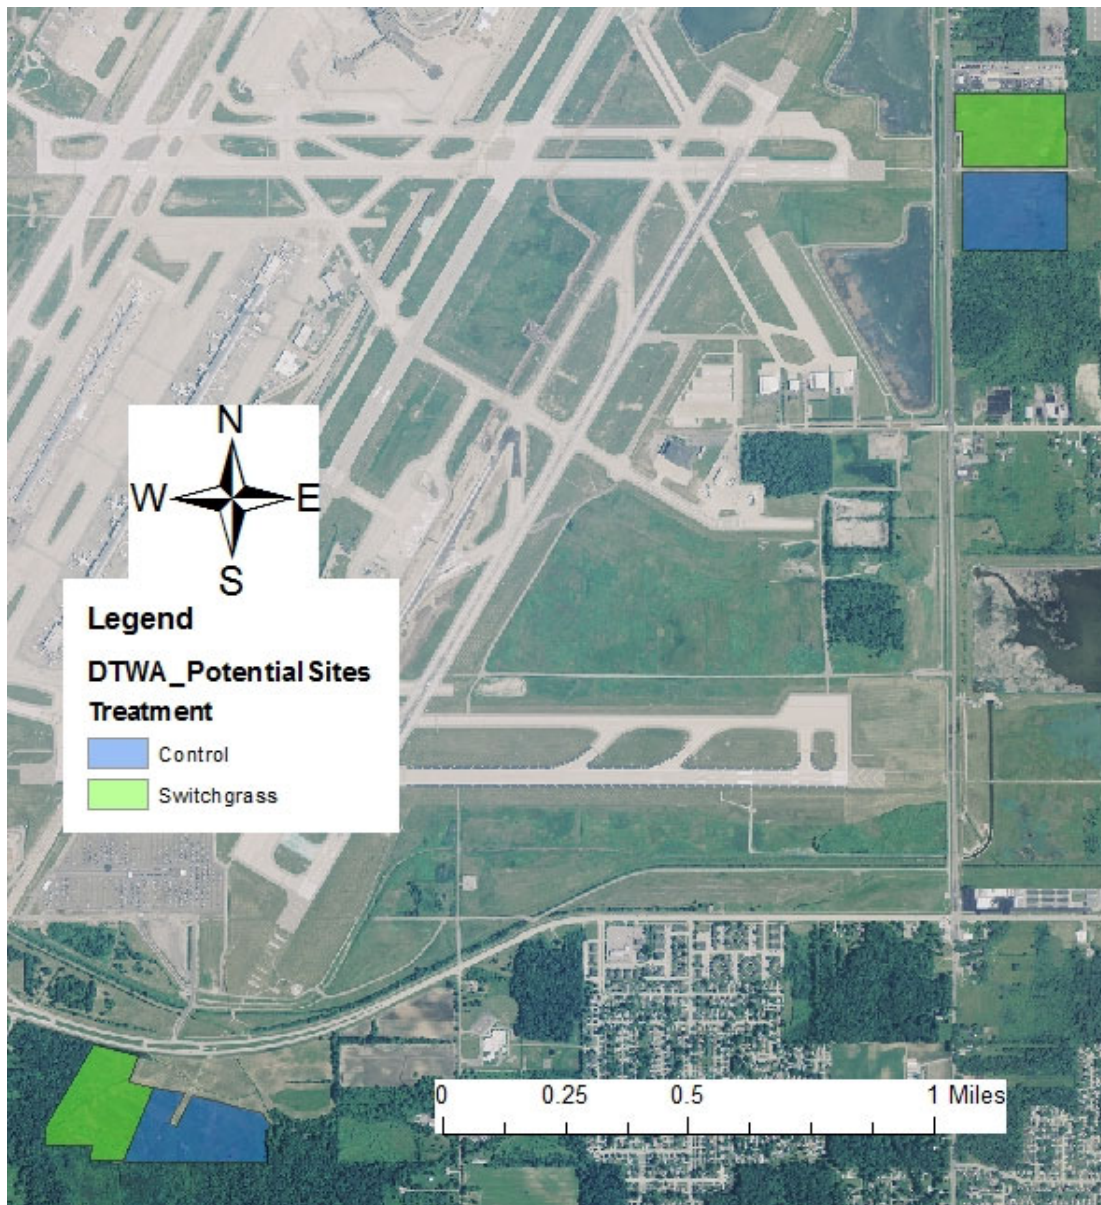 N
W E
S
Legend
DTWA_Potential Sites
Treatment
Control
Switchgrass
0 0.25 0.5 1 Miles